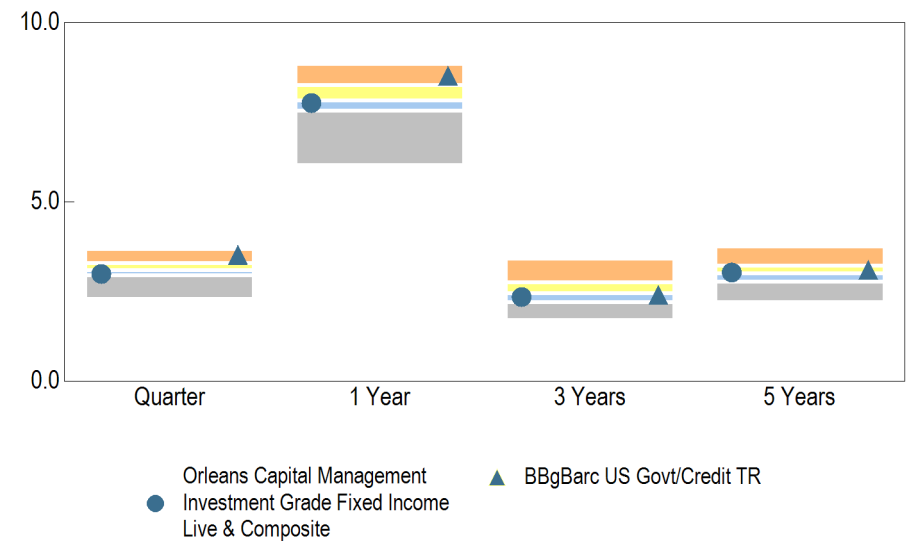 10.0
5.0
0.0
Quarter
1 Year
3 Years
5 Years
Orleans Capital Management
Investment Grade Fixed Income
Live & Composite
BBgBarc US Govt/Credit TR